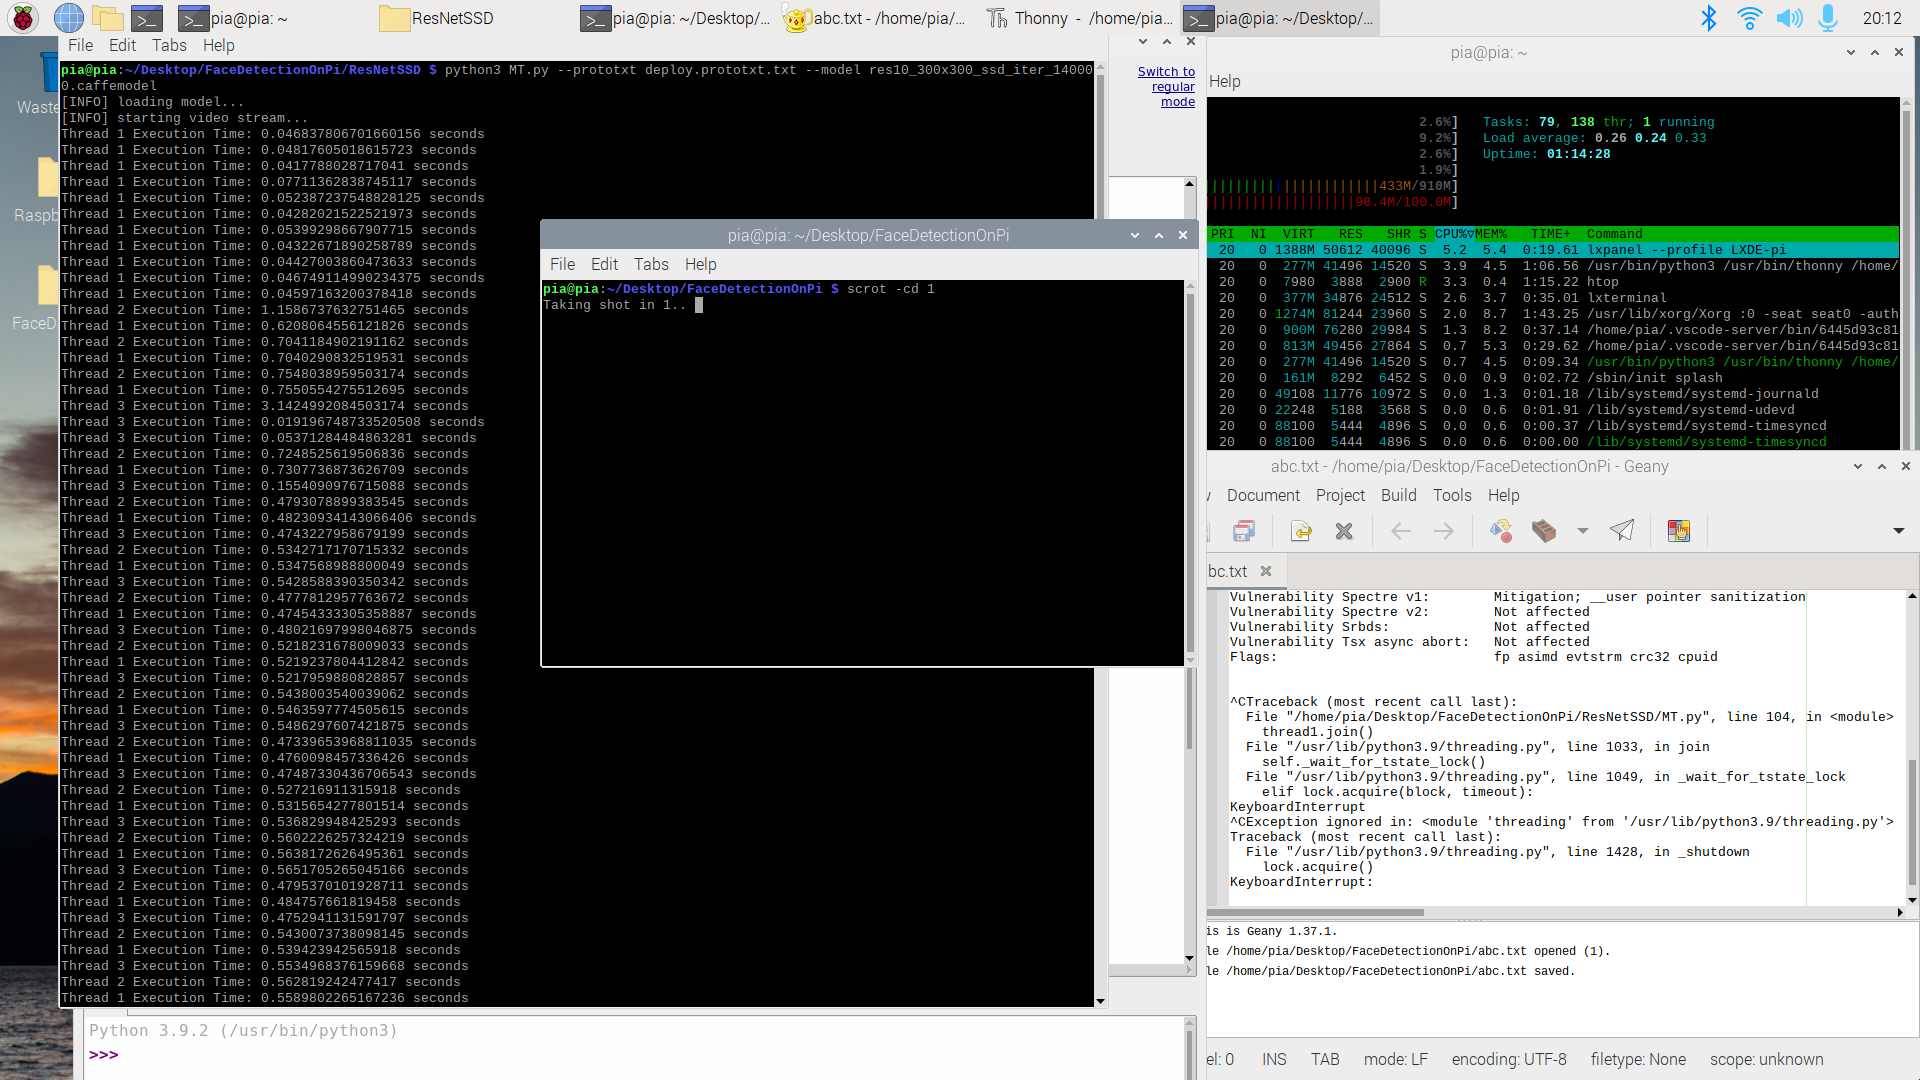 pia@pia: ~
ResNetSSD
pia@pia: ~/Desktop/...
abc.txt - /home/pia/...
Thonny - /home/pia...
pia@pia: ~/Desktop/...
20:12
File Edit Tabs Help
pia@pia:~/Desktop/FaceDetectionOnPi/ResNetSSD $ python3 MT.py --prototxt deploy.prototxt.txt --model res10_300x300_ssd_iter_14000
0.caffemodel
[INFO] loading model...
[INFO] starting video stream...
Thread 1 Execution Time: 0.046837806701660156 seconds
Thread 1 Execution Time: 0.04817605018615723 seconds
Thread 1 Execution Time: 0.0417788028717041 seconds
Thread 1 Execution Time: 0.07711362838745117 seconds
Thread 1 Execution Time: 0.052387237548828125 seconds
Thread 1 Execution Time: 0.04282021522521973 seconds
Thread 1 Execution Time: 0.05399298667907715 seconds
Thread 1 Execution Time: 0.04322671890258789 seconds
Thread 1 Execution Time: 0.04427003860473633 seconds
Thread 1 Execution Time: 0.046749114990234375 seconds
Thread 1 Execution Time: 0.04597163200378418 seconds
Thread 2 Execution Time: 1.1586737632751465 seconds
Thread 1 Execution Time: 0.6208064556121826 seconds
Thread 2 Execution Time: 0.7041184902191162 seconds
Thread 1 Execution Time: 0.7040290832519531 seconds
Thread 2 Execution Time: 0.7548038959503174 seconds
Thread 1 Execution Time: 0.7550554275512695 seconds
Thread 3 Execution Time: 3.1424992084503174 seconds
Thread 3 Execution Time: 0.019196748733520508 seconds
Thread 3 Execution Time: 0.05371284484863281 seconds
Thread 2 Execution Time: 0.7248525619506836 seconds
Thread 1 Execution Time: 0.7307736873626709 seconds
Thread 3 Execution Time: 0.1554090976715088 seconds
Thread 2 Execution Time: 0.4793078899383545 seconds
Thread 1 Execution Time: 0.48230934143066406 seconds
Thread 3 Execution Time: 0.4743227958679199 seconds
Thread 2 Execution Time: 0.5342717170715332 seconds
Thread 1 Execution Time: 0.5347568988800049 seconds
Thread 3 Execution Time: 0.5428588390350342 seconds
Thread 2 Execution Time: 0.4777812957763672 seconds
Thread 1 Execution Time: 0.47454333305358887 seconds
Thread 3 Execution Time: 0.48021697998046875 seconds
Thread 2 Execution Time: 0.5218231678009033 seconds
Thread 1 Execution Time: 0.5219237804412842 seconds
Thread 3 Execution Time: 0.5217959880828857 seconds
Thread 2 Execution Time: 0.5438003540039062 seconds
Thread 1 Execution Time: 0.5463597774505615 seconds
Thread 3 Execution Time: 0.5486297607421875 seconds
Thread 2 Execution Time: 0.47339653968811035 seconds
Thread 1 Execution Time: 0.4760098457336426 seconds
Thread 3 Execution Time: 0.47487330436706543 seconds
Thread 2 Execution Time: 0.527216911315918 seconds
Thread 1 Execution Time: 0.5315654277801514 seconds
Thread 3 Execution Time: 0.536829948425293 seconds
Thread 2 Execution Time: 0.5602226257324219 seconds
Thread 1 Execution Time: 0.5638172626495361 seconds
Thread 3 Execution Time: 0.5651705265045166 seconds
Thread 2 Execution Time: 0.4795370101928711 seconds
Thread 1 Execution Time: 0.484757661819458 seconds
Thread 3 Execution Time: 0.4752941131591797 seconds
Thread 2 Execution Time: 0.5430073738098145 seconds
Thread 1 Execution Time: 0.539423942565918 seconds
Thread 3 Execution Time: 0.5534968376159668 seconds
Thread 2 Execution Time: 0.562819242477417 seconds
Thread 1 Execution Time: 0.5589802265167236 seconds
Waste
Raspb
FaceD
Switch to
regular
mode
pia@pia: ~/Desktop/FaceDetectionOnPi
File Edit Tabs Help
pia@pia:~/Desktop/FaceDetectionOnPi $ scrot -cd 1
Taking shot in 1..
Python 3.9.2 (/usr/bin/python3)
>>>
pia@pia: ~
Help
2.6%] Tasks: 79, 138 thr; 1 running
9.2%] Load average: 0.26 0.24 0.33
2.6%] Uptime: 01:14:28
1.9%]
433M/910M]
98.4M/100.0M]
PRI NI VIRT RES SHR S CPU%▽MEM% TIME+ Command
20 0 1388M 50612 40096 S 5.2 5.4 0:19.61 lxpanel --profile LXDE-pi
20 0 277M 41496 14520 S 3.9 4.5 1:06.56 /usr/bin/python3 /usr/bin/thonny /home/
20 0 7980 3888 2900 R 3.3 0.4 1:15.22 htop
20 0 377M 34876 24512 S 2.6 3.7 0:35.01 lxterminal
20 0 1274M 81244 23960 S 2.0 8.7 1:43.25 /usr/lib/xorg/Xorg :0 -seat seat0 -auth
20 0 900M 76280 29984 S 1.3 8.2 0:37.14 /home/pia/.vscode-server/bin/6445d93c81
20 0 813M 49456 27864 S 0.7 5.3 0:29.62 /home/pia/.vscode-server/bin/6445d93c81
20 0 277M 41496 14520 S 0.7 4.5 0:09.34 /usr/bin/python3 /usr/bin/thonny /home/
20 0 161M 8292 6452 S 0.0 0.9 0:02.72 /sbin/init splash
20 0 49108 11776 10972 S 0.0 1.3 0:01.18 /lib/systemd/systemd-journald
20 0 22248 5188 3568 S 0.0 0.6 0:01.91 /lib/systemd/systemd-udevd
20 0 88100 5444 4896 S 0.0 0.6 0:00.37 /lib/systemd/systemd-timesyncd
20 0 88100 5444 4896 S 0.0 0.6 0:00.00 /lib/systemd/systemd-timesyncd
abc.txt - /home/pia/Desktop/FaceDetectionOnPi - Geany
Document Project Build Tools Help
bc.txt
Vulnerability Spectre v1: Mitigation; __user pointer sanitization
Vulnerability Spectre v2: Not affected
Vulnerability Srbds: Not affected
Vulnerability Tsx async abort: Not affected
Flags: fp asimd evtstrm crc32 cpuid
^CTraceback (most recent call last):
File "/home/pia/Desktop/FaceDetectionOnPi/ResNetSSD/MT.py", line 104, in <module>
thread1.join()
File "/usr/lib/python3.9/threading.py", line 1033, in join
self._wait_for_tstate_lock()
File "/usr/lib/python3.9/threading.py", line 1049, in _wait_for_tstate_lock
elif lock.acquire(block, timeout):
KeyboardInterrupt
^CException ignored in: <module 'threading' from '/usr/lib/python3.9/threading.py'>
Traceback (most recent call last):
File "/usr/lib/python3.9/threading.py", line 1428, in _shutdown
lock.acquire()
KeyboardInterrupt:
is is Geany 1.37.1.
le /home/pia/Desktop/FaceDetectionOnPi/abc.txt opened (1).
le /home/pia/Desktop/FaceDetectionOnPi/abc.txt saved.
el: 0 INS TAB mode: LF encoding: UTF-8 filetype: None scope: unknown